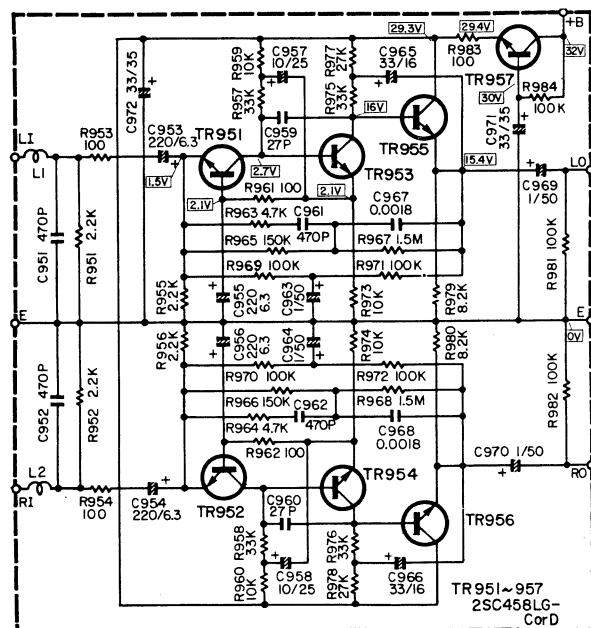 +B
29.3V
29.4V
32V
R983
100
TR957
R984
100K
30V
C971
33/35
C972 33/35
R959
10K
C957
10/25
R957
33K
C959
27P
R977
27K
C965
33/16
R975
33K
16V
TR951
TR953
TR955
LI
L1
R953
100
C953
220/6.3
1.5V
2.7V
2.1V
2.1V
15.4V
LO
C969
1/50
R961 100
R963 4.7K
C961
470P
C967
0.0018
R965 150K
R967 1.5M
R969 100K
R971 100K
C951 470P
R951 2.2K
R955
2.2K
C955
220
6.3
C963
1/50
R973
10K
R979
8.2K
R981 100K
E
E
0V
R956
2.2K
C956
220
6.3
C964
1/50
R974
10K
R980
8.2K
C952 470P
R952 2.2K
R970 100K
R972 100K
R966 150K
R968 1.5M
R964 4.7K
C962
470P
C968
0.0018
R962 100
R982 100K
C970 1/50
RO
L2
RI
R954
100
C954
220/6.3
TR952
TR954
TR956
C960
27P
R958
33K
R960
10K
C958
10/25
R976
33K
R978
27K
C966
33/16
TR951~957
2SC458LG-
CorD